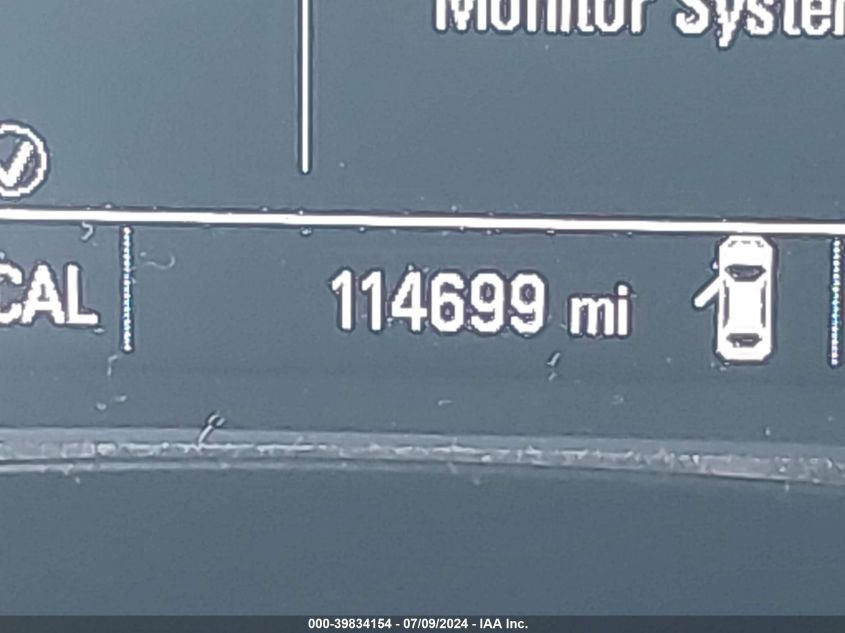 Monitor System
CAL
114699 mi
000-39834154 - 07/09/2024 - IAA Inc.